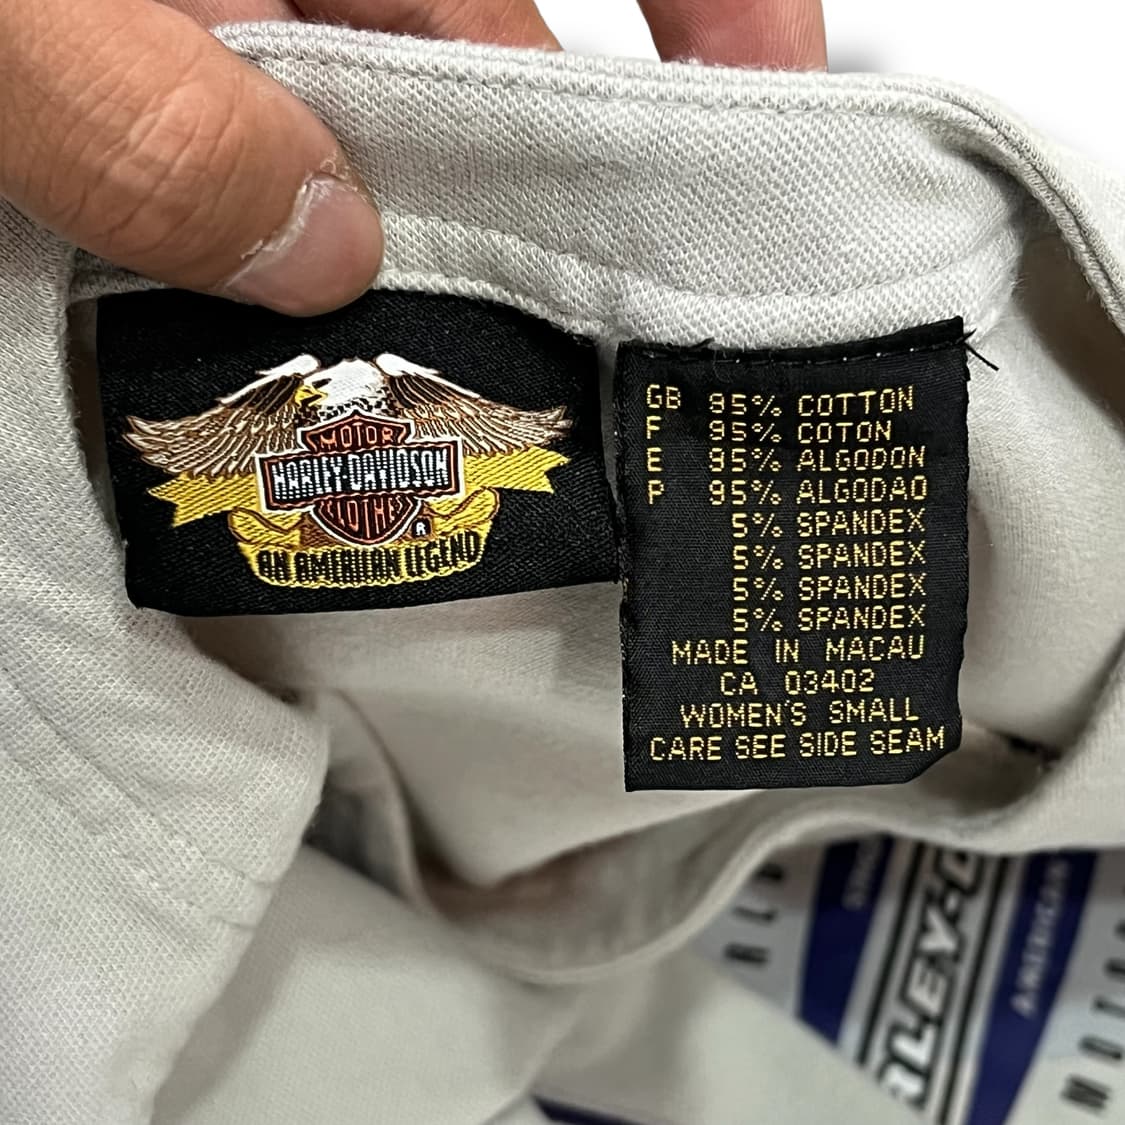 MOTOR
HARLEY-DAVIDSON
CLOTHES
®
AN AMERICAN LEGEND
GB 95% COTTON
F 95% COTON
E 95% ALGODON
P 95% ALGODAO
5% SPANDEX
5% SPANDEX
5% SPANDEX
5% SPANDEX
MADE IN MACAU
CA 03402
WOMEN'S SMALL
CARE SEE SIDE SEAM
AMERICAN